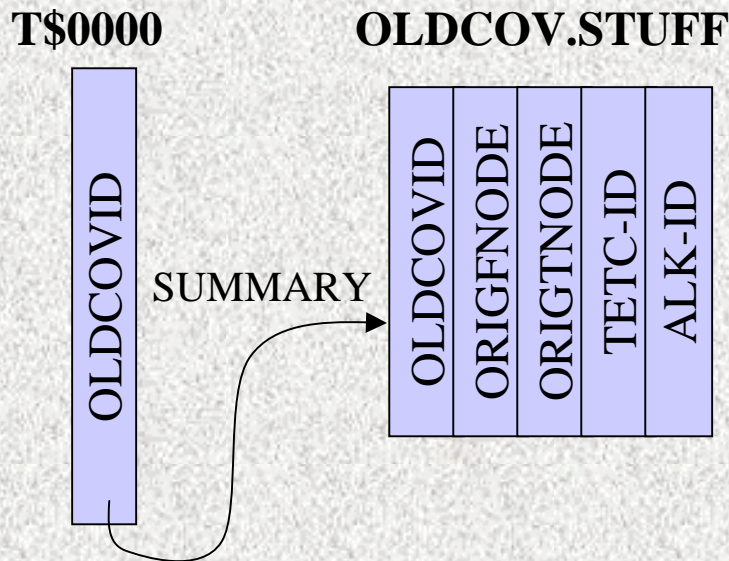 T$0000
OLDCOV.STUFF
OLDCOVID
SUMMARY
OLDCOVID
ORIGFNODE
ORIGTNODE
TETC-ID
ALK-ID